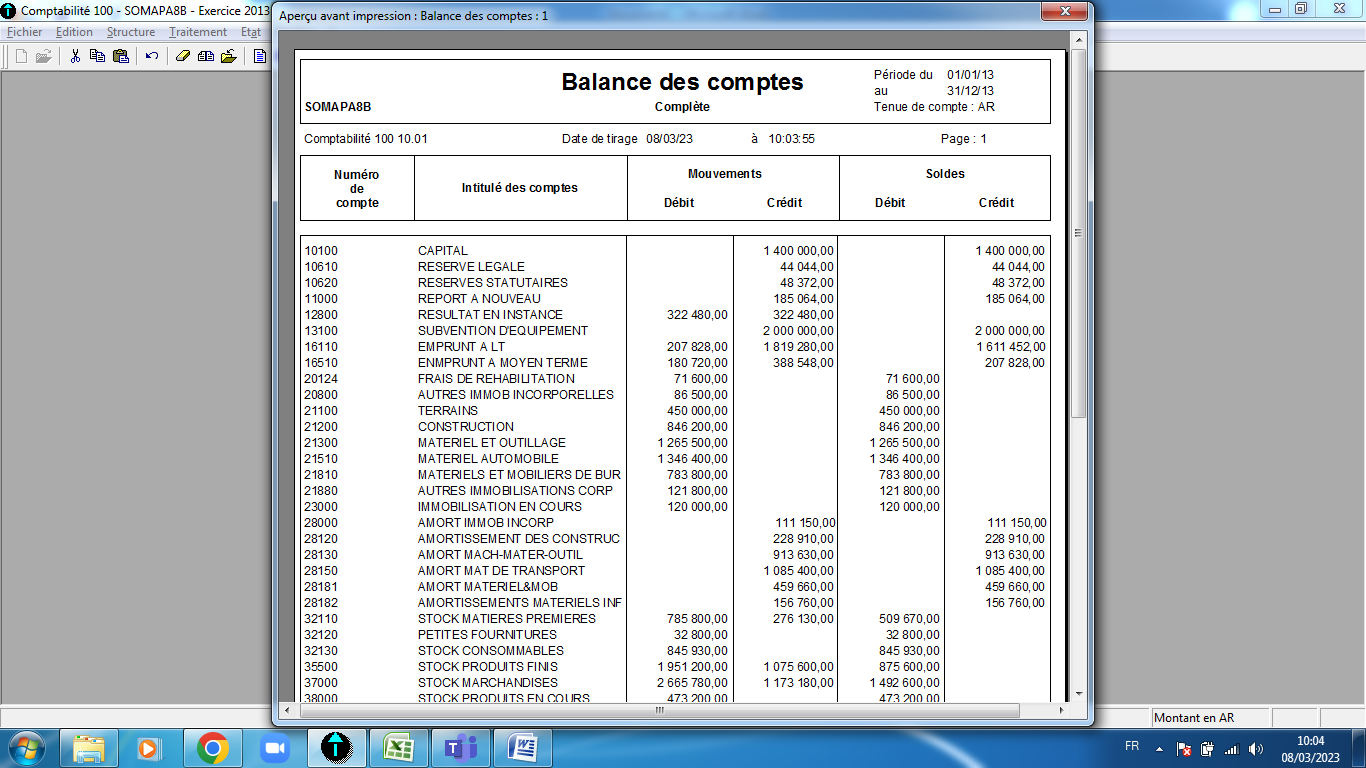 Comptabilité 100 - SOMAPA8B - Exercice 2013
Fichier Edition Structure Traitement Etat
Aperçu avant impression : Balance des comptes : 1
Balance des comptes
Période du 01/01/13
au 31/12/13
SOMAPA8B Complète Tenue de compte : AR
Comptabilité 100 10.01 Date de tirage 08/03/23 à 10:03:55 Page : 1
Numéro de compte Intitulé des comptes Mouvements Soldes
Débit Crédit Débit Crédit
10100 CAPITAL 1 400 000,00 1 400 000,00
10610 RESERVE LEGALE 44 044,00 44 044,00
10620 RESERVES STATUTAIRES 48 372,00 48 372,00
11000 REPORT A NOUVEAU 185 064,00 185 064,00
12800 RESULTAT EN INSTANCE 322 480,00 322 480,00
13100 SUBVENTION D'EQUIPEMENT 2 000 000,00 2 000 000,00
16110 EMPRUNT A LT 207 828,00 1 819 280,00 1 611 452,00
16510 ENMPRUNT A MOYEN TERME 180 720,00 388 548,00 207 828,00
20124 FRAIS DE REHABILITATION 71 600,00 71 600,00
20800 AUTRES IMMOB INCORPORELLES 86 500,00 86 500,00
21100 TERRAINS 450 000,00 450 000,00
21200 CONSTRUCTION 846 200,00 846 200,00
21300 MATERIEL ET OUTILLAGE 1 265 500,00 1 265 500,00
21510 MATERIEL AUTOMOBILE 1 346 400,00 1 346 400,00
21810 MATERIELS ET MOBILIERS DE BUR 783 800,00 783 800,00
21880 AUTRES IMMOBILISATIONS CORP 121 800,00 121 800,00
23000 IMMOBILISATION EN COURS 120 000,00 120 000,00
28000 AMORT IMMOB INCORP 111 150,00 111 150,00
28120 AMORTISSEMENT DES CONSTRUC 228 910,00 228 910,00
28130 AMORT MACH-MATER-OUTIL 913 630,00 913 630,00
28150 AMORT MAT DE TRANSPORT 1 085 400,00 1 085 400,00
28181 AMORT MATERIEL&MOB 459 660,00 459 660,00
28182 AMORTISSEMENTS MATERIELS INF 156 760,00 156 760,00
32110 STOCK MATIERES PREMIERES 785 800,00 276 130,00 509 670,00
32120 PETITES FOURNITURES 32 800,00 32 800,00
32130 STOCK CONSOMMABLES 845 930,00 845 930,00
35500 STOCK PRODUITS FINIS 1 951 200,00 1 075 600,00 875 600,00
37000 STOCK MARCHANDISES 2 665 780,00 1 173 180,00 1 492 600,00
38000 STOCK PRODUITS EN COURS 473 200,00 473 200,00
Montant en AR
FR 10:04
08/03/2023